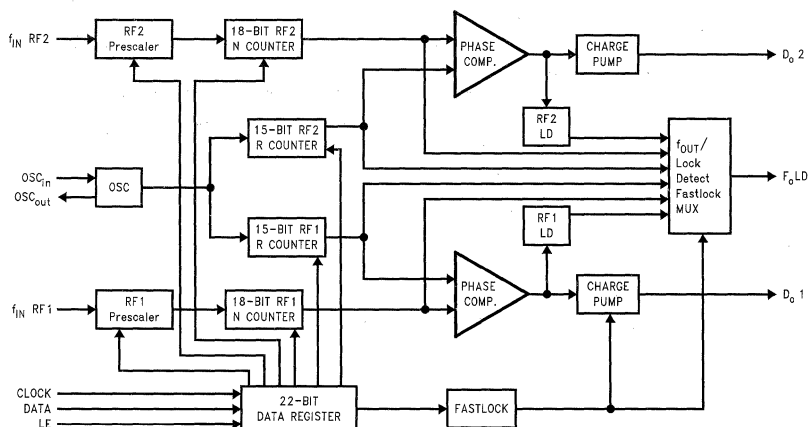 f_IN RF2
RF2
Prescaler
18-BIT RF2
N COUNTER
PHASE
COMP.
CHARGE
PUMP
D_o 2
RF2
LD
15-BIT RF2
R COUNTER
OSC_in
OSC_out
OSC
f_OUT/
Lock
Detect
Fastlock
MUX
F_oLD
15-BIT RF1
R COUNTER
RF1
LD
f_IN RF1
RF1
Prescaler
18-BIT RF1
N COUNTER
PHASE
COMP.
CHARGE
PUMP
D_o 1
CLOCK
DATA
LE
22-BIT
DATA REGISTER
FASTLOCK